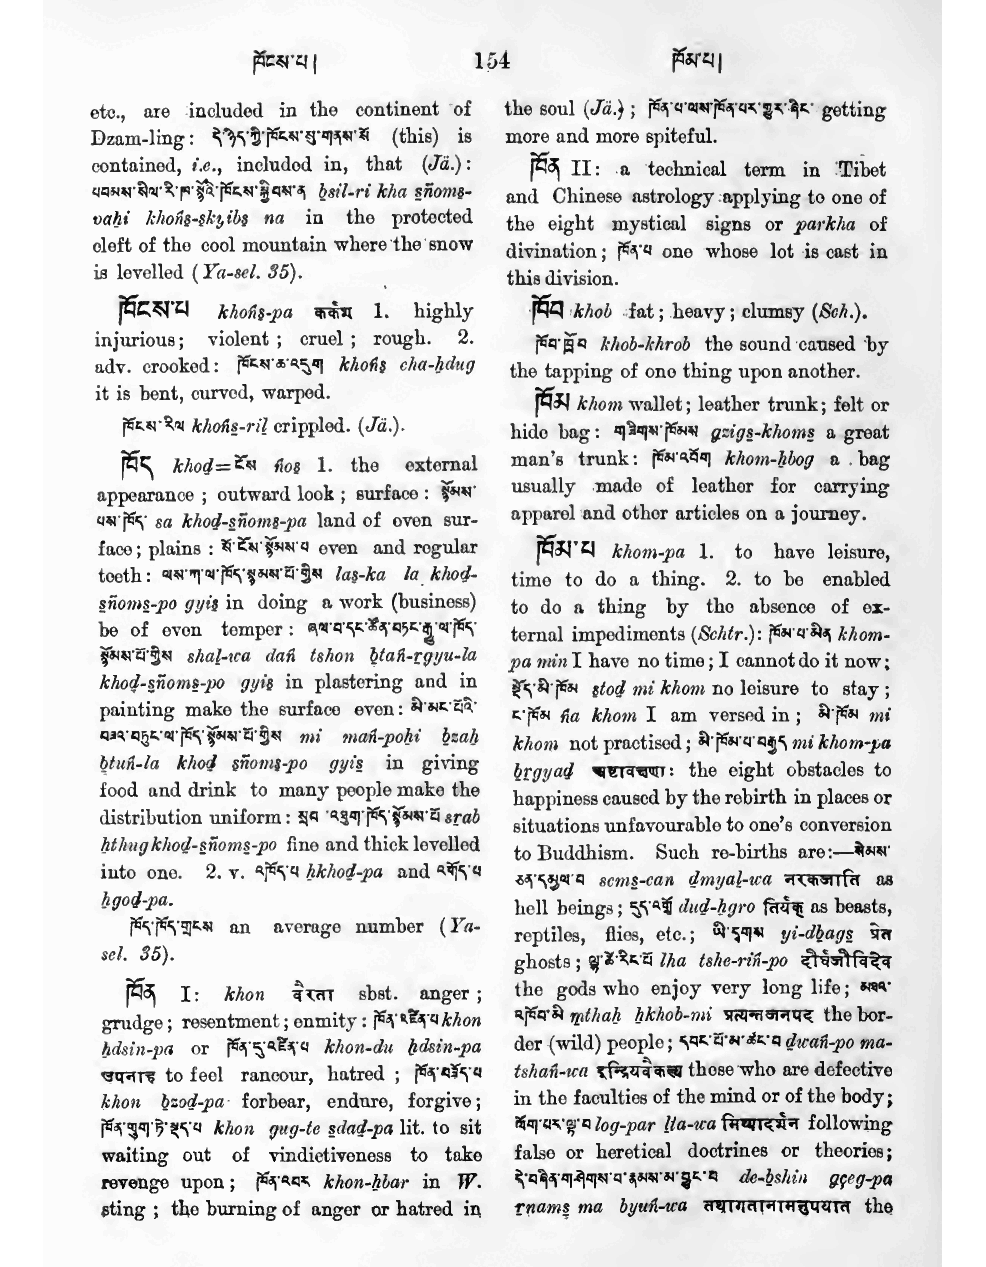 ཁོངས་པ། 154 ཁོམ་པ།
etc., are included in the continent of
Dzam-ling: དེ་ཉིད་ཀྱི་ཁོངས་སུ་གནས་སོ (this) is
contained, i.e., included in, that (Jä.):
bsil-ri kha sñoms-
vahi khoṅs-skyibs na in the protected
cleft of the cool mountain where the snow
is levelled (Ya-sel. 35).
ཁོངས་པ khoṅs-pa कर्कश 1. highly
injurious; violent; cruel; rough. 2.
adv. crooked: ཁོངས་ཆ་འདུག khoṅs cha-ḥdug
it is bent, curved, warped.
ཁོངས་རིལ khoṅs-ril crippled. (Jä.).
ཁོད khod=ངོས ṅos 1. the external
appearance; outward look; surface: སྙོམས་
པས་ཁོད་ sa khod-sñoms-pa land of even sur-
face; plains: སོ་ངོས་སྙོམས་པ even and regular
teeth: ལས་ཀ་ལ་ཁོད་སྙམས་པོ་གྱིས las-ka la khod-
sñoms-po gyis in doing a work (business)
be of even temper: ཞལ་བ་དང་ཚོན་བཏང་རྒྱུ་ལ་ཁོད་
སྙོམས་པོ་གྱིས shal-wa daṅ tshon btaṅ-rgyu-la
khod-sñoms-po gyis in plastering and in
painting make the surface even: མི་མང་པོའི་
བཟའ་བཏུང་ལ་ཁོད་སྙོམས་པོ་གྱིས mi maṅ-poḥi bzaḥ
btuṅ-la khod sñoms-po gyis in giving
food and drink to many people make the
distribution uniform: སྲབ་འཐུག་ཁོད་སྙོམས་པོ srab
ḥthug khod-sñoms-po fine and thick levelled
into one. 2. v. འཁོད་པ ḥkhod-pa and འགོད་པ
ḥgod-pa.
ཁོད་ཁོད་གྲངས an average number (Ya-
sel. 35).
ཁོན I: khon वैरता sbst. anger;
grudge; resentment; enmity: ཁོན་འཛིན་པ khon
ḥdsin-pa or ཁོན་དུ་འཛིན་པ khon-du ḥdsin-pa
उपनाह to feel rancour, hatred; ཁོན་བཟོད་པ
khon bzod-pa forbear, endure, forgive;
ཁོན་གུག་ཏེ་སྡད་པ khon gug-te sdad-pa lit. to sit
waiting out of vindictiveness to take
revenge upon; ཁོན་འབར khon-ḥbar in W.
sting; the burning of anger or hatred in
the soul (Jä.); ཁོན་པ་ལས་ཁོན་པར་གྱུར་ཞིང་ getting
more and more spiteful.
ཁོན II: a technical term in Tibet
and Chinese astrology applying to one of
the eight mystical signs or parkha of
divination; ཁོན་པ one whose lot is cast in
this division.
ཁོབ khob fat; heavy; clumsy (Sch.).
ཁོབ་ཁྲོབ khob-khrob the sound caused by
the tapping of one thing upon another.
ཁོམ khom wallet; leather trunk; felt or
hide bag: གཟིགས་ཁོམས gzigs-khoms a great
man's trunk: ཁོམ་འབོག khom-ḥbog a bag
usually made of leather for carrying
apparel and other articles on a journey.
ཁོམ་པ khom-pa 1. to have leisure,
time to do a thing. 2. to be enabled
to do a thing by the absence of ex-
ternal impediments (Schtr.): ཁོམ་པ་མིན khom-
pa min I have no time; I cannot do it now;
སྡོད་མི་ཁོམ sdod mi khom no leisure to stay;
ང་ཁོམ ṅa khom I am versed in; མི་ཁོམ mi
khom not practised; མི་ཁོམ་པ་བརྒྱད mi khom-pa
brgyad अष्टावक्षणा: the eight obstacles to
happiness caused by the rebirth in places or
situations unfavourable to one's conversion
to Buddhism. Such re-births are:—སེམས་
ཅན་དམྱལ་བ sems-can dmyal-wa नरकजाति as
hell beings; དུད་འགྲོ dud-ḥgro तिर्यक् as beasts,
reptiles, flies, etc.; ཡི་དྭགས yi-dbags प्रेत
ghosts; ལྷ་ཚེ་རིང་པོ lha tshe-riṅ-po दीर्घजीविदेव
the gods who enjoy very long life; མཐའ་
འཁོབ་མི mthaḥ ḥkhob-mi प्रत्यन्तजनपद the bor-
der (wild) people; དབང་པོ་མ་ཚང་བ dwaṅ-po ma-
tshaṅ-wa इन्द्रियवैकल्य those who are defective
in the faculties of the mind or of the body;
ལོག་པར་ལྟ་བ log-par lta-wa मिथ्यादर्शन following
false or heretical doctrines or theories;
དེ་བཞིན་གཤེགས་པ་རྣམས་མ་བྱུང་བ de-bshin gçeg-pa
rnams ma byuṅ-wa तथागतानामनुत्पाद the